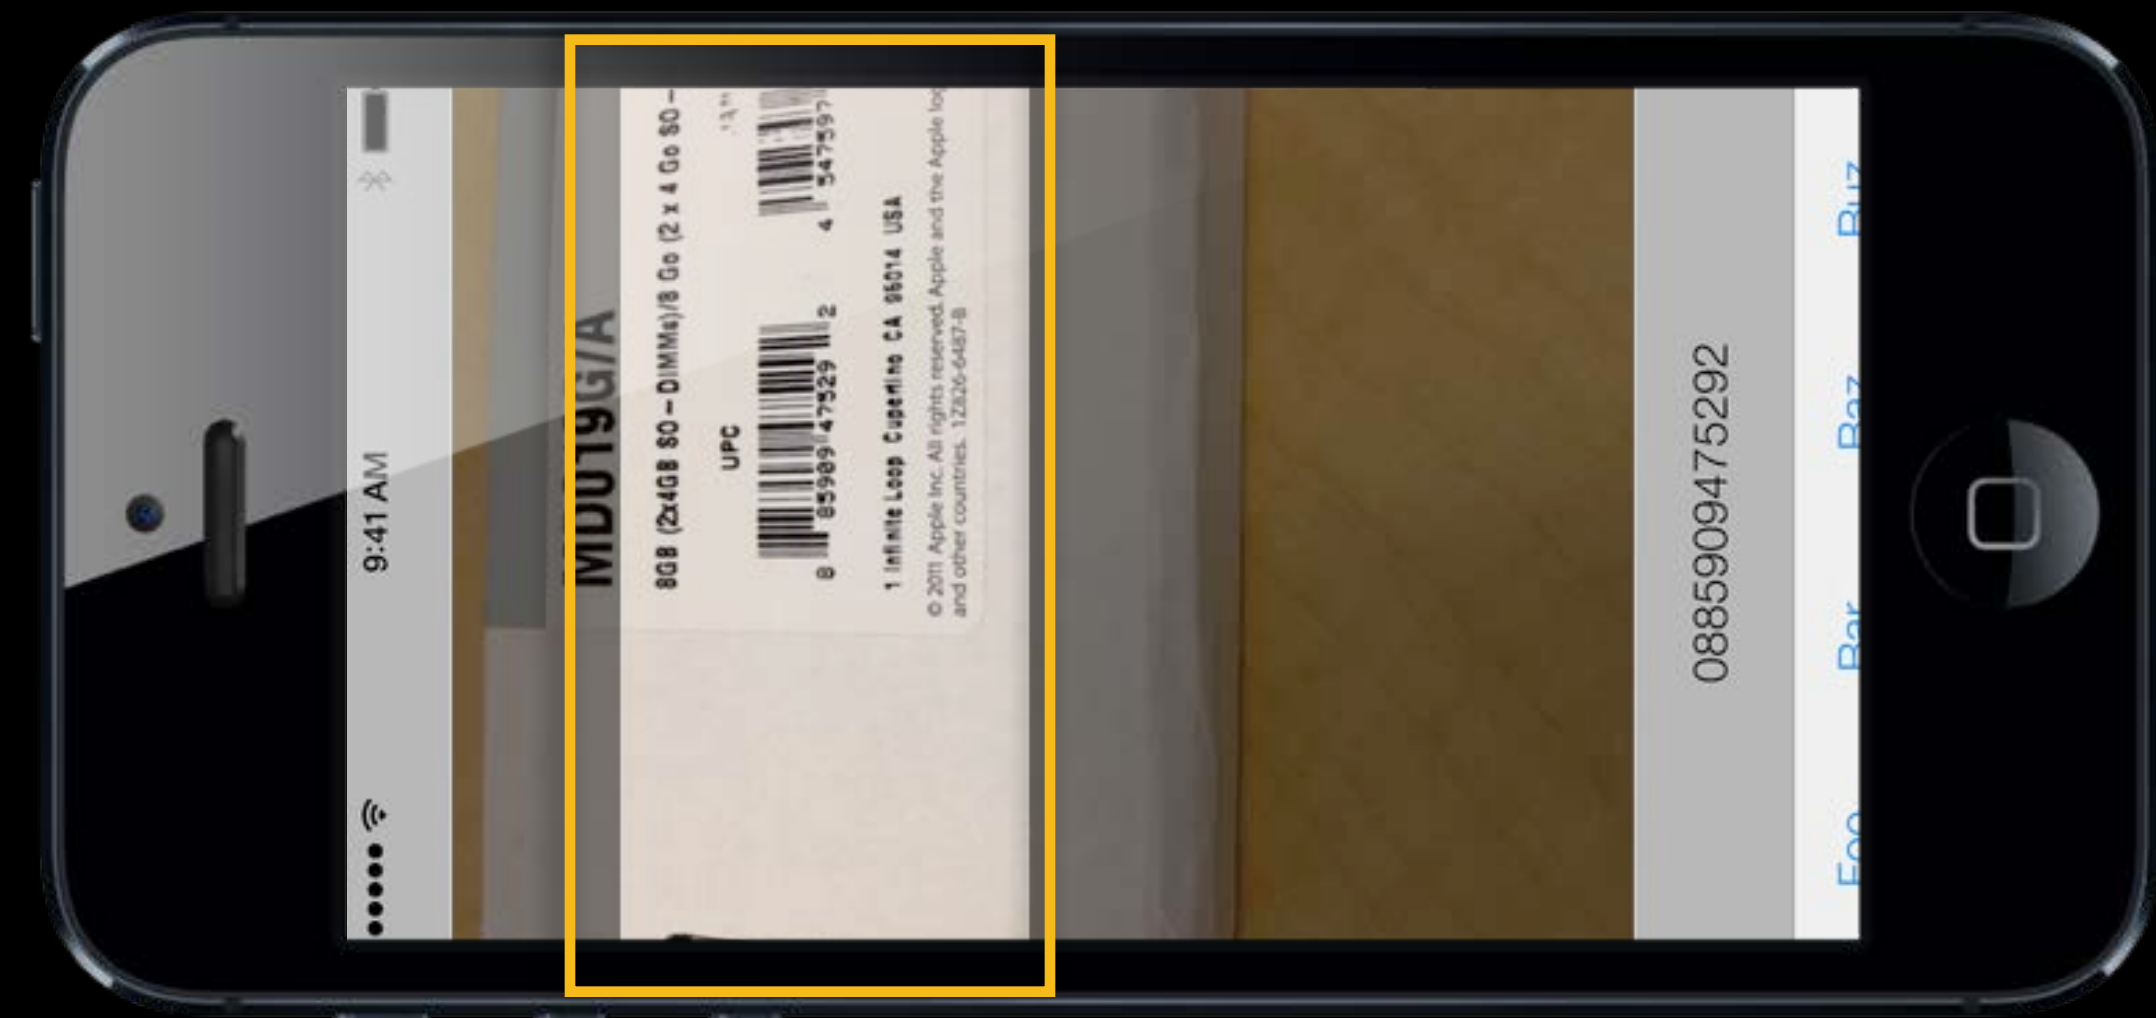 9:41 AM
MD019G/A
8GB (2x4GB SO-DIMMs)/8 Go (2 x 4 Go SO-
UPC
8 85909 47529 2
4 547597
1 Infinite Loop Cupertino CA 95014 USA
© 2011 Apple Inc. All rights reserved. Apple and the Apple log
and other countries. 1Z826-6487-B
0885909475292
Foo Bar Baz Buz